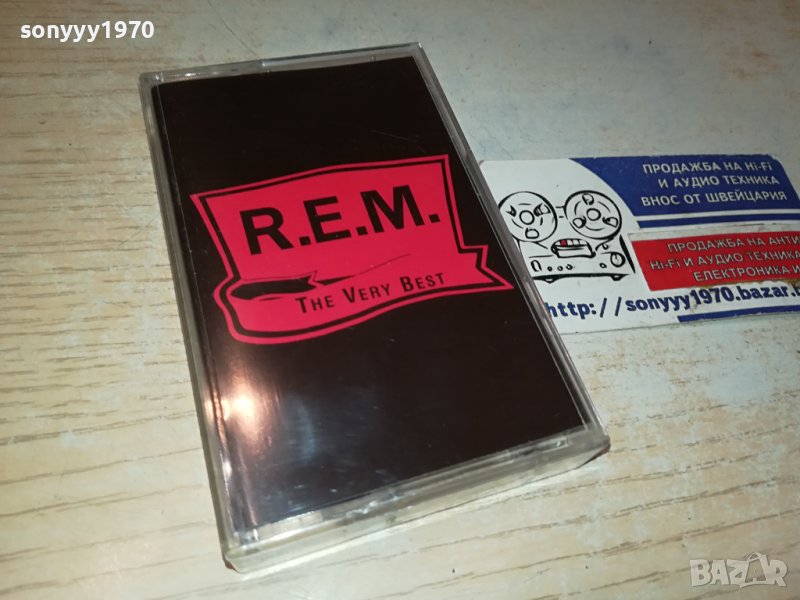 sonyyy1970
R.E.M.
THE VERY BEST
ПРОДАЖБА НА Hi-Fi
И АУДИО ТЕХНИКА
ВНОС ОТ ШВЕЙЦАРИЯ
ПРОДАЖБА НА АНТИ
Hi-Fi И АУДИО ТЕХНИКА
ЕЛЕКТРОНИКА И
http://sonyyy1970.bazar.
BAZAR